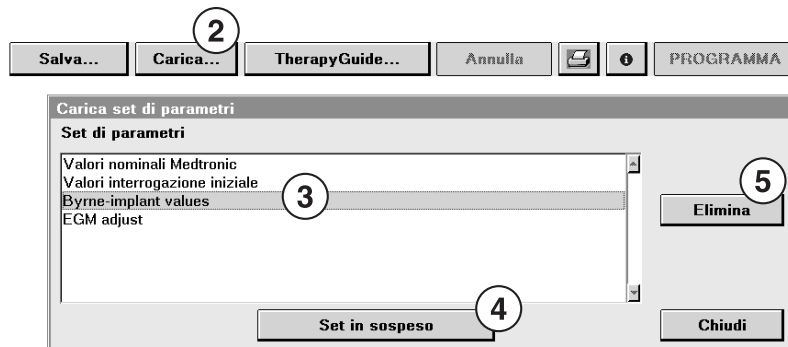 2
Salva... Carica... TherapyGuide... Annulla PROGRAMMA
Carica set di parametri
Set di parametri
Valori nominali Medtronic
Valori interrogazione iniziale
Byrne-implant values
EGM adjust
3
5
Elimina
4
Set in sospeso
Chiudi